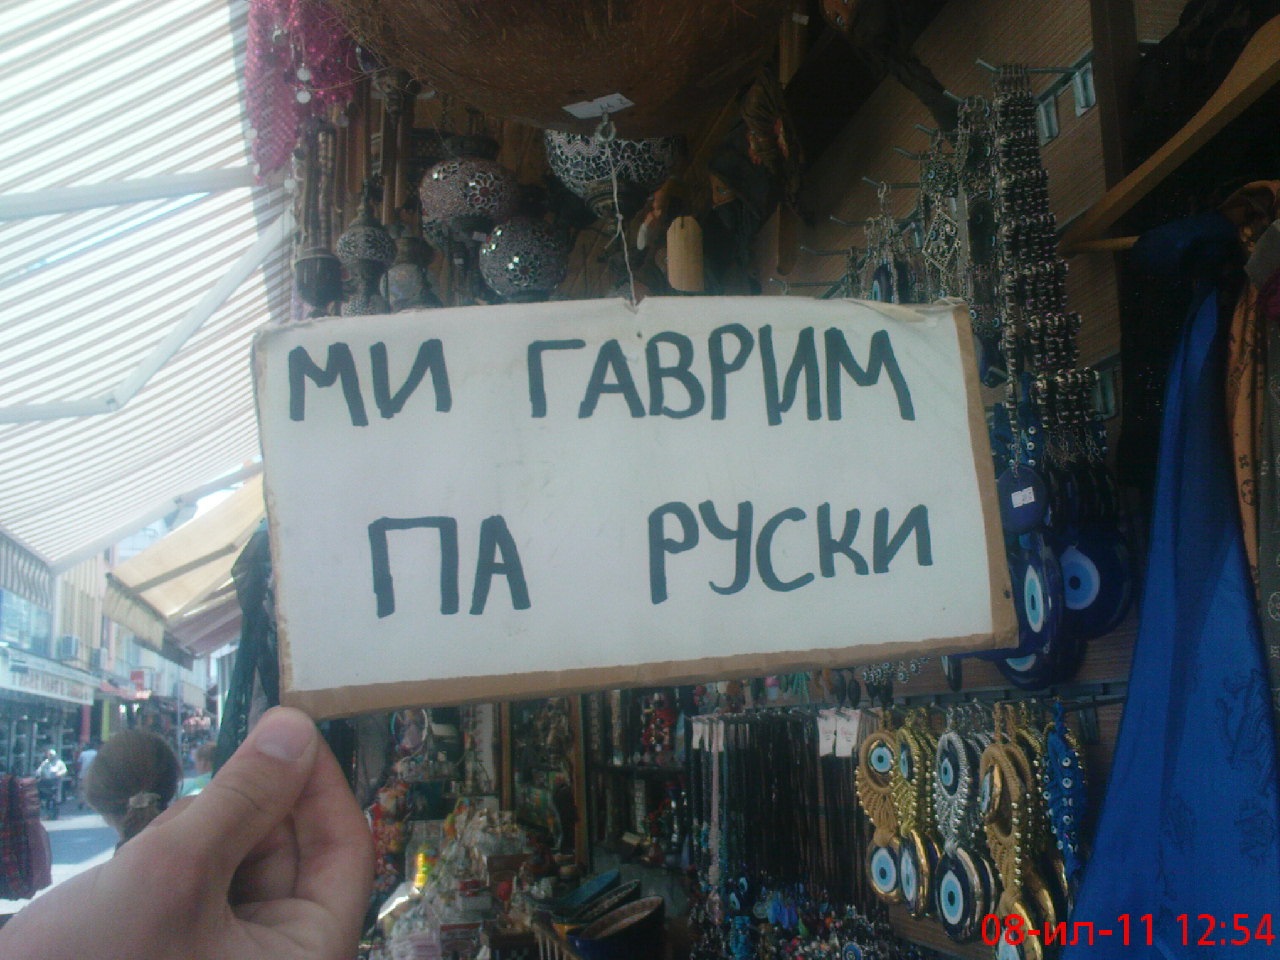 МИ ГАВРИМ
ПА РУСКИ
08-ил-11 12:54